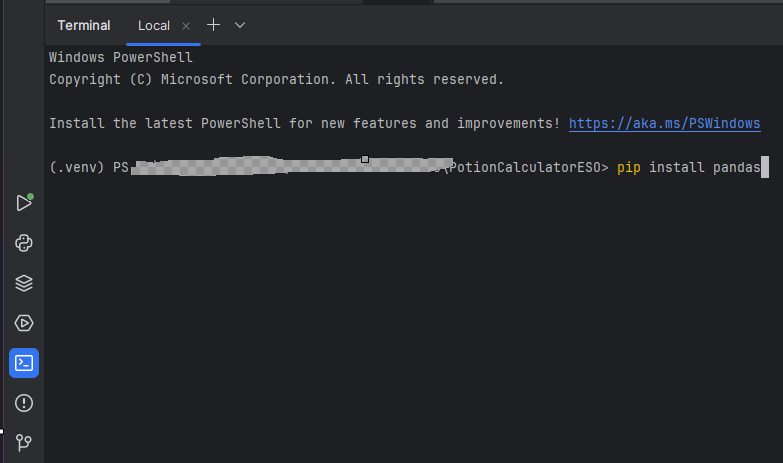 Terminal Local
Windows PowerShell
Copyright (C) Microsoft Corporation. All rights reserved.
Install the latest PowerShell for new features and improvements! https://aka.ms/PSWindows
(.venv) PS \PotionCalculatorESO> pip install pandas